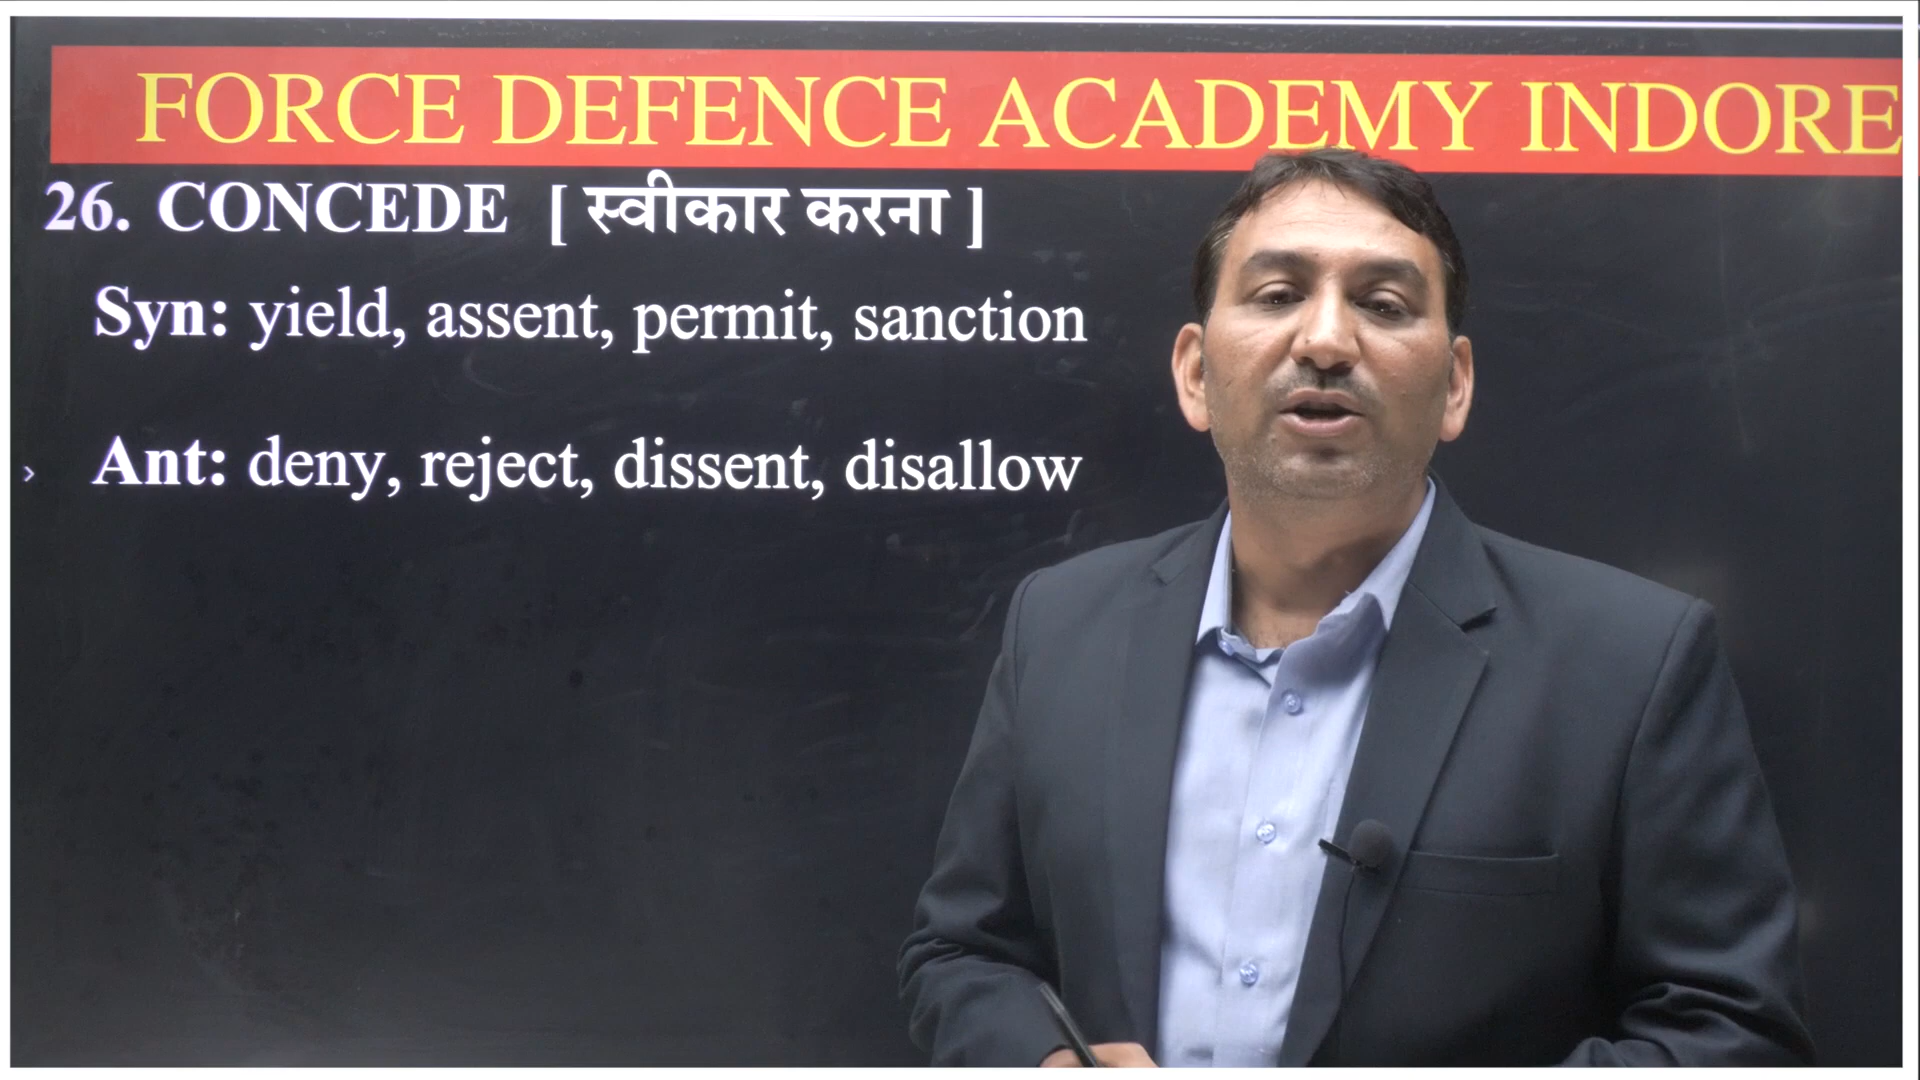 FORCE DEFENCE ACADEMY INDORE
26. CONCEDE [ स्वीकार करना ]
Syn: yield, assent, permit, sanction
Ant: deny, reject, dissent, disallow